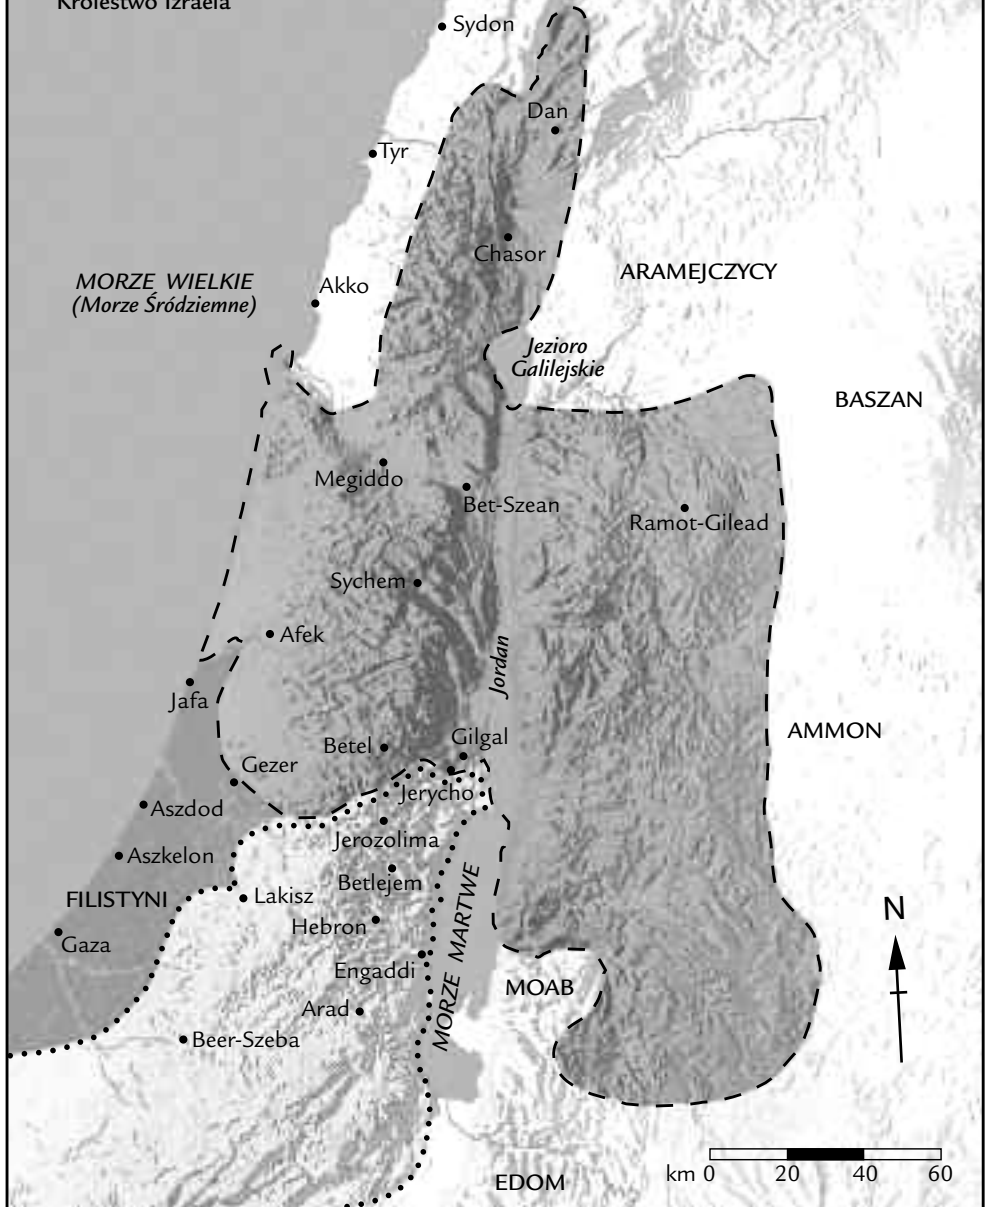 Królestwo Izraela
Sydon
Dan
Tyr
Chasor
ARAMEJCZYCY
MORZE WIELKIE
(Morze Śródziemne)
Akko
Jezioro
Galilejskie
BASZAN
Megiddo
Bet-Szean
Ramot-Gilead
Sychem
Afek
Jordan
Jafa
AMMON
Betel
Gilgal
Gezer
Jerycho
Aszdod
Jerozolima
Aszkelon
Betlejem
FILISTYNI
Lakisz
MORZE MARTWE
Hebron
N
Gaza
Engaddi
MOAB
Arad
Beer-Szeba
km 0 20 40 60
EDOM